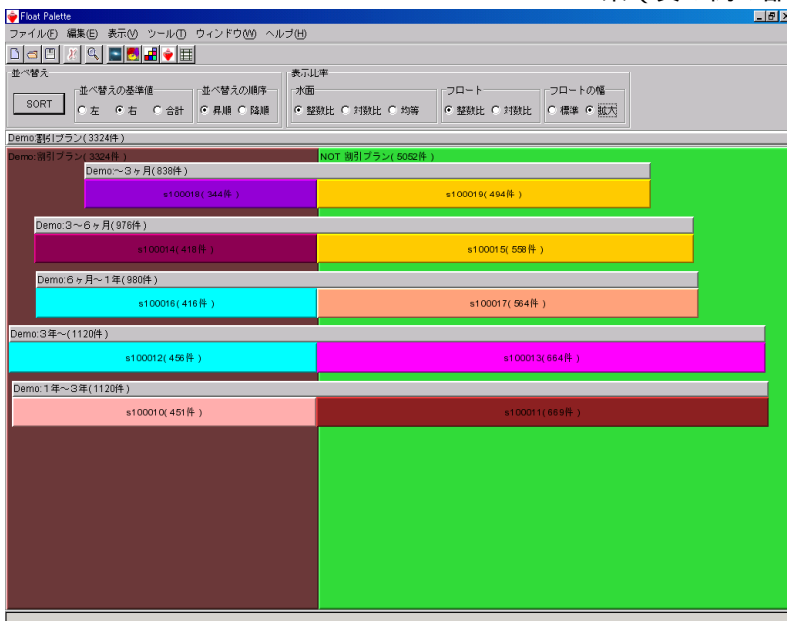 Float Palette
ファイル(F) 編集(E) 表示(V) ツール(T) ウィンドウ(W) ヘルプ(H)
並べ替え
表示比率
並べ替えの基準値
並べ替えの順序
水面
フロート
フロートの幅
SORT
左 右 合計
昇順 降順
整数比 対数比 均等
整数比 対数比
標準 拡大
Demo:割引プラン(3324件)
Demo:割引プラン( 3324件 )
NOT 割引プラン( 5052件 )
Demo:～3ヶ月(838件)
s100018( 344件 )
s100019( 494件 )
Demo:3～6ヶ月(976件)
s100014( 418件 )
s100015( 558件 )
Demo:6ヶ月～1年(980件)
s100016( 416件 )
s100017( 564件 )
Demo:3年～(1120件)
s100012( 456件 )
s100013( 664件 )
Demo:1年～3年(1120件)
s100010( 451件 )
s100011( 669件 )